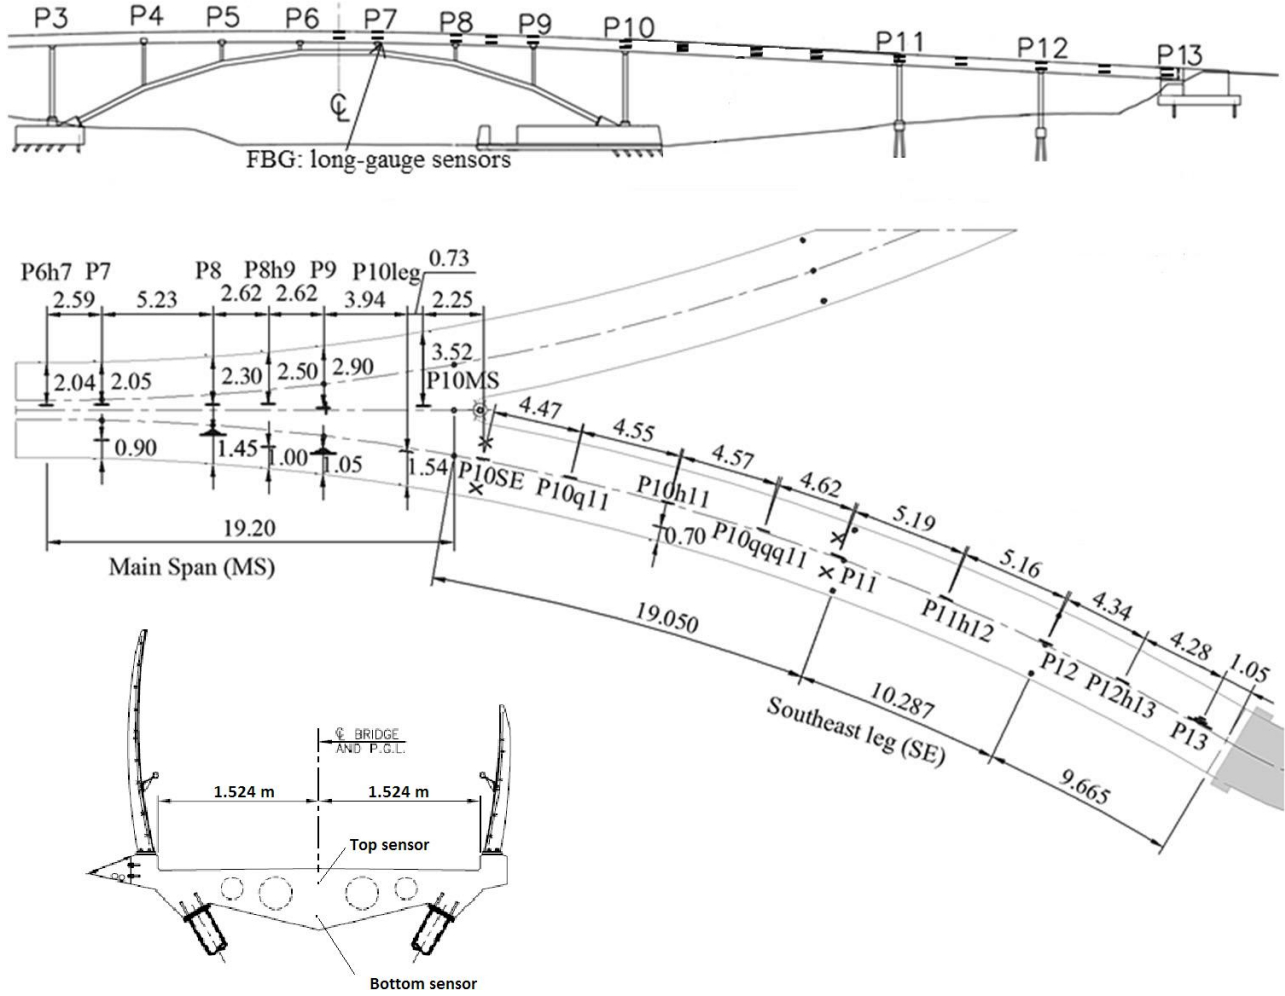 P3 P4 P5 P6 P7 P8 P9 P10 P11 P12 P13
℄
FBG: long-gauge sensors
0.73
P6h7 P7 P8 P8h9 P9 P10leg
2.59 5.23 2.62 2.62 3.94 2.25
2.04 2.05 2.30 2.50 2.90 3.52
P10MS
0.90 1.45 1.00 1.05 1.54
4.47 4.55 4.57 4.62 5.19 5.16 4.34 4.28 1.05
P10SE P10q11 P10h11 P10qqq11 P11 P11h12 P12 P12h13 P13
0.70
19.20
Main Span (MS)
19.050 10.287 9.665
Southeast leg (SE)
℄ BRIDGE
AND P.G.L.
1.524 m 1.524 m
Top sensor
Bottom sensor